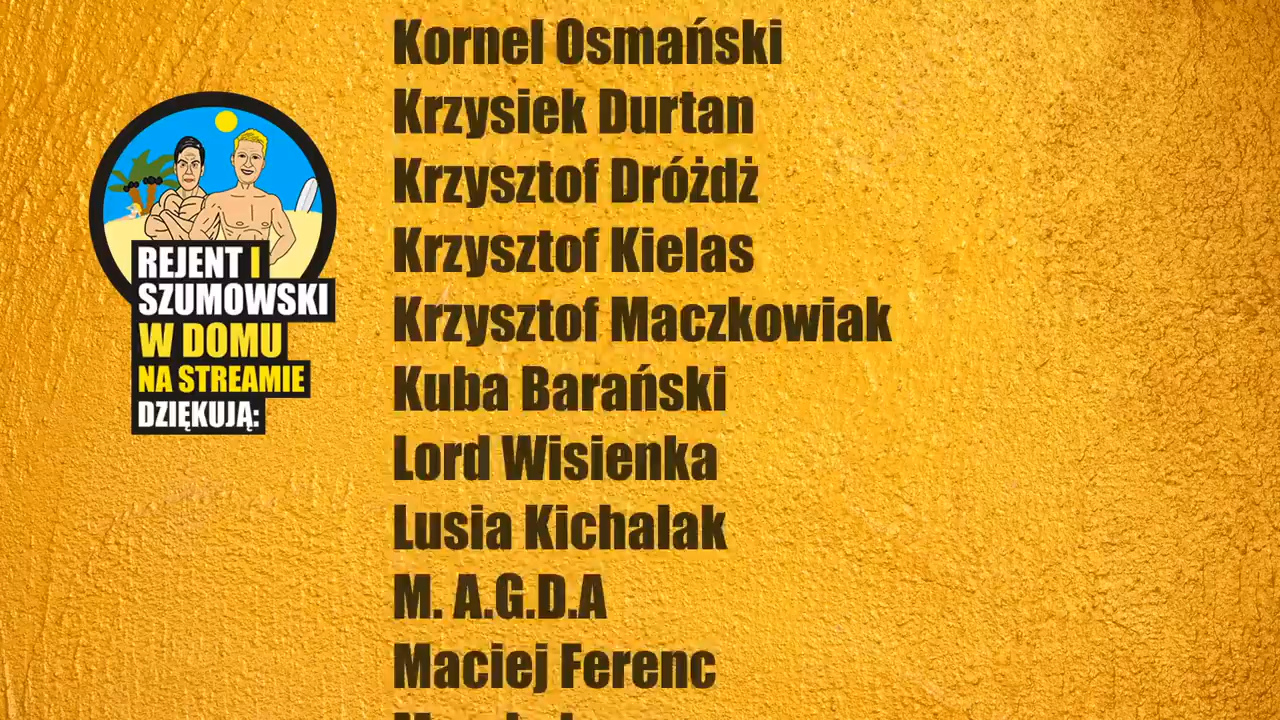 REJENT I
SZUMOWSKI
W DOMU
NA STREAMIE
DZIĘKUJĄ:
Kornel Osmański
Krzysiek Durtan
Krzysztof Dróżdż
Krzysztof Kielas
Krzysztof Maczkowiak
Kuba Barański
Lord Wisienka
Lusia Kichalak
M. A.G.D.A
Maciej Ferenc